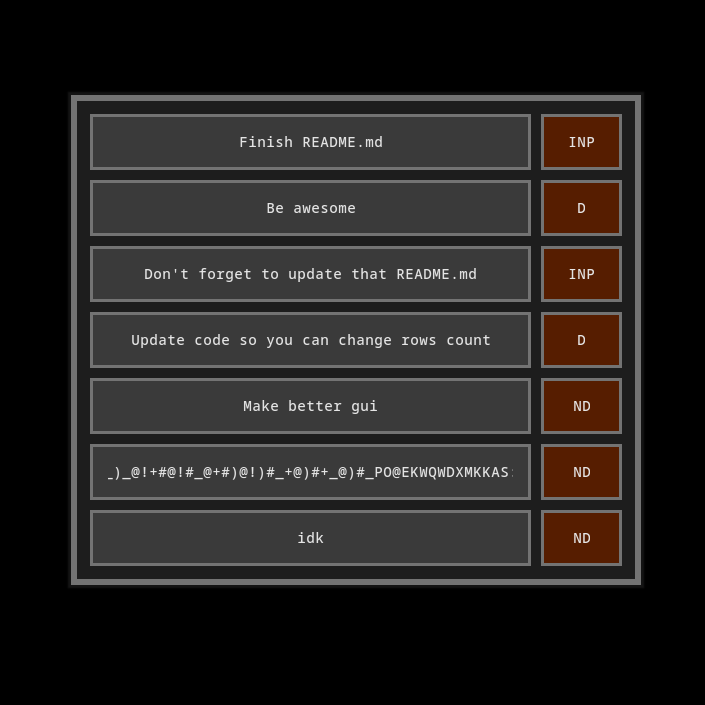 Finish README.md INP
Be awesome D
Don't forget to update that README.md INP
Update code so you can change rows count D
Make better gui ND
_)_@!+#@!#_@+#)@!)#_+@)#+_@)#_PO@EKWQWDXMKKAS: ND
idk ND